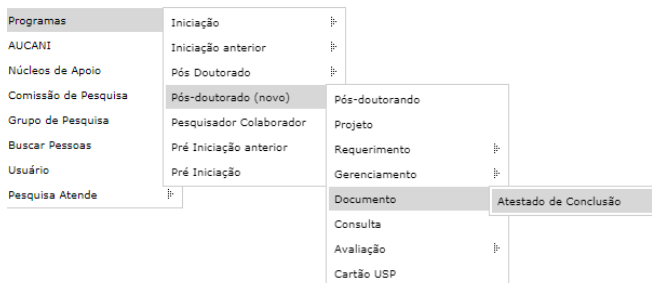 Programas
AUCANI
Núcleos de Apoio
Comissão de Pesquisa
Grupo de Pesquisa
Buscar Pessoas
Usuário
Pesquisa Atende
Iniciação
Iniciação anterior
Pós Doutorado
Pós-doutorado (novo)
Pesquisador Colaborador
Pré Iniciação anterior
Pré Iniciação
Pós-doutorando
Projeto
Requerimento
Gerenciamento
Documento
Consulta
Avaliação
Cartão USP
Atestado de Conclusão